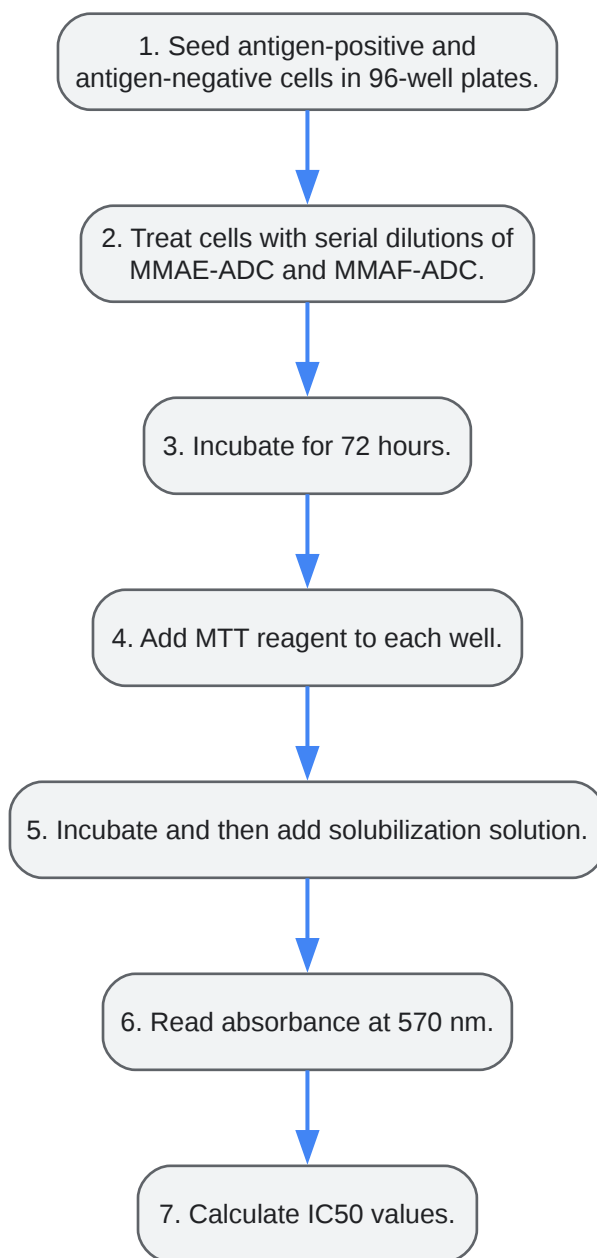 1. Seed antigen-positive and
antigen-negative cells in 96-well plates.
2. Treat cells with serial dilutions of
MMAE-ADC and MMAF-ADC.
3. Incubate for 72 hours.
4. Add MTT reagent to each well.
5. Incubate and then add solubilization solution.
6. Read absorbance at 570 nm.
7. Calculate IC50 values.